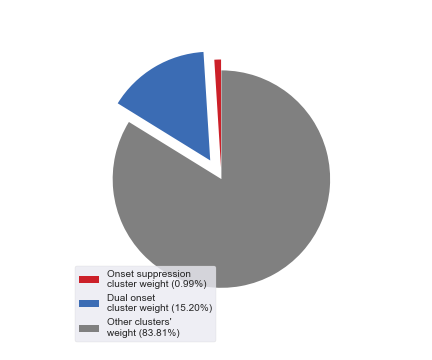 Onset suppression
cluster weight (0.99%)
Dual onset
cluster weight (15.20%)
Other clusters'
weight (83.81%)